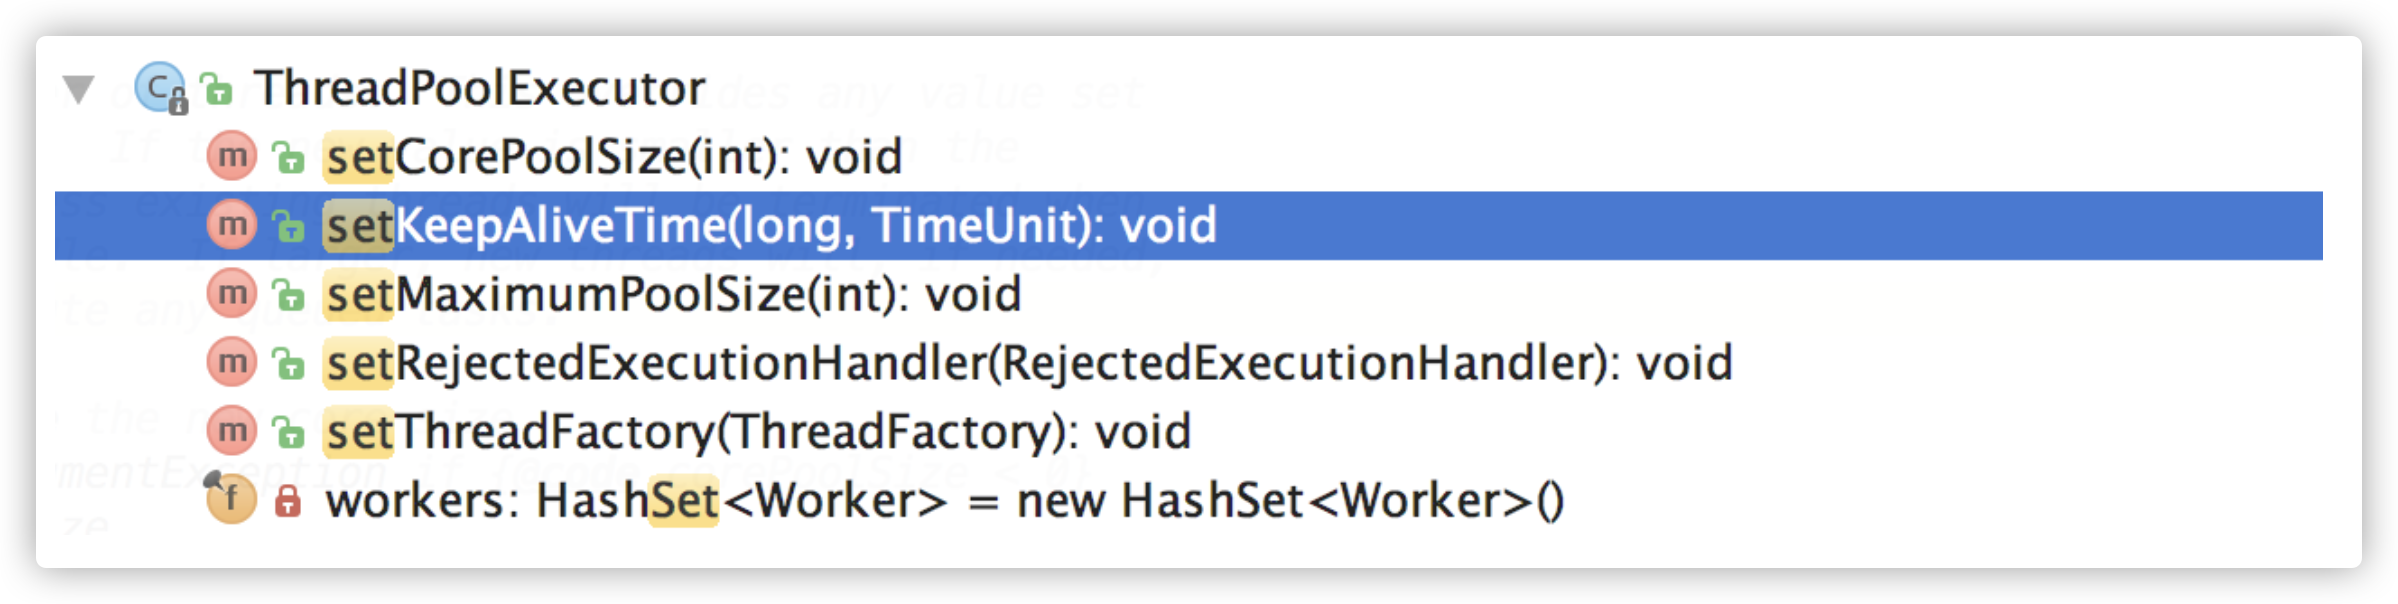 ThreadPoolExecutor
setCorePoolSize(int): void
setKeepAliveTime(long, TimeUnit): void
setMaximumPoolSize(int): void
setRejectedExecutionHandler(RejectedExecutionHandler): void
setThreadFactory(ThreadFactory): void
workers: HashSet<Worker> = new HashSet<Worker>()